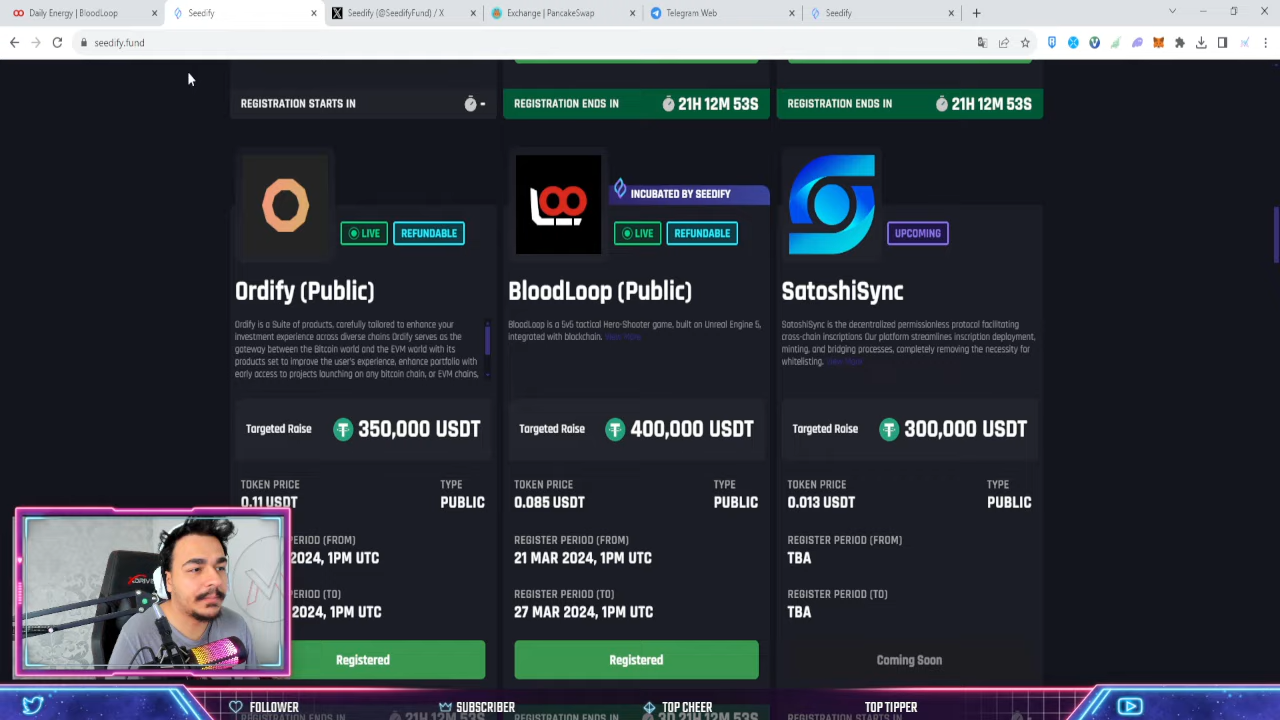 Daily Energy | BloodLoop
Seedify
Seedify (@SeedifyFund) / X
Exchange | PancakeSwap
Telegram Web
Seedify
seedify.fund
REGISTRATION STARTS IN
-
REGISTRATION ENDS IN
21H 12M 53S
REGISTRATION ENDS IN
21H 12M 53S
LIVE
REFUNDABLE
Ordify (Public)
Ordify is a Suite of products, carefully tailored to enhance your
investment experience across diverse chains Ordify serves as the
gateway between the Bitcoin world and the EVM world with its
products set to improve the user's experience, enhance portfolio with
early access to projects launching on any bitcoin chain, or EVM chains,
Targeted Raise
350,000 USDT
TOKEN PRICE
TYPE
0.11 USDT
PUBLIC
PERIOD (FROM)
2024, 1PM UTC
PERIOD (TO)
2024, 1PM UTC
Registered
LOO
INCUBATED BY SEEDIFY
LIVE
REFUNDABLE
BloodLoop (Public)
BloodLoop is a 5v5 tactical Hero-Shooter game, built on Unreal Engine 5,
integrated with blockchain. View More
Targeted Raise
400,000 USDT
TOKEN PRICE
TYPE
0.085 USDT
PUBLIC
REGISTER PERIOD (FROM)
21 MAR 2024, 1PM UTC
REGISTER PERIOD (TO)
27 MAR 2024, 1PM UTC
Registered
UPCOMING
SatoshiSync
SatoshiSync is the decentralized permissionless protocol facilitating
cross-chain inscriptions Our platform streamlines inscription deployment,
minting, and bridging processes, completely removing the necessity for
whitelisting. View More
Targeted Raise
300,000 USDT
TOKEN PRICE
TYPE
0.013 USDT
PUBLIC
REGISTER PERIOD (FROM)
TBA
REGISTER PERIOD (TO)
TBA
Coming Soon
FOLLOWER
SUBSCRIBER
TOP CHEER
TOP TIPPER